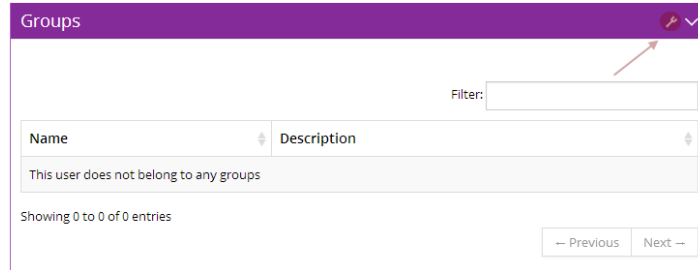 Groups
Filter:
Name Description
This user does not belong to any groups
Showing 0 to 0 of 0 entries
← Previous Next →